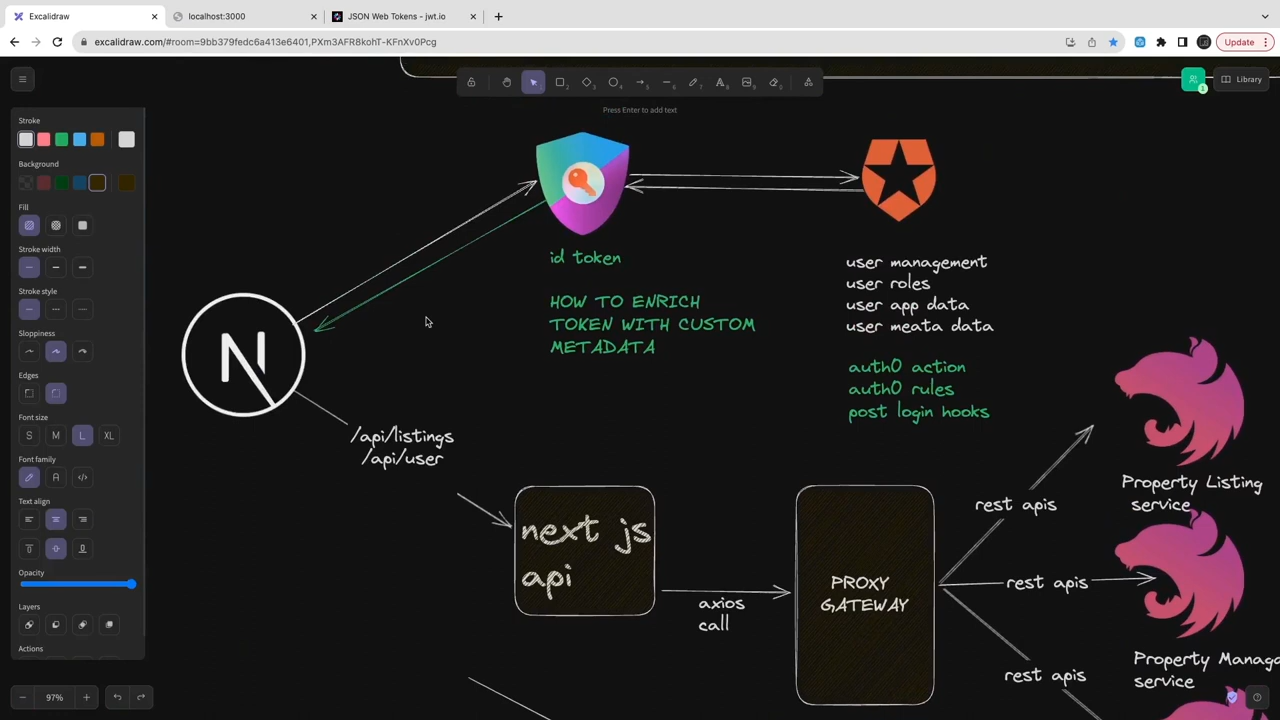 Excalidraw
localhost:3000
JSON Web Tokens - jwt.io
excalidraw.com/#room=9bb379fedc6a413e6401,PXm3AFR8kohT-KFnXv0Pcg
Update
Library
Press Enter to add text
Stroke
Background
Fill
Stroke width
Stroke style
Sloppiness
Edges
Font size
S M L XL
Font family
Text align
Opacity
Layers
Actions
97%
id token
HOW TO ENRICH
TOKEN WITH CUSTOM
METADATA
user management
user roles
user app data
user meata data
auth0 action
auth0 rules
post login hooks
/api/listings
/api/user
next js
api
axios
call
PROXY
GATEWAY
rest apis
rest apis
rest apis
Property Listing
service
Property Manag
service